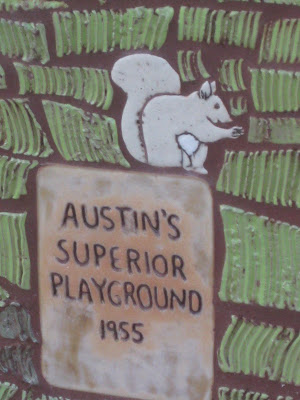 AUSTIN'S
SUPERIOR
PLAYGROUND
1955